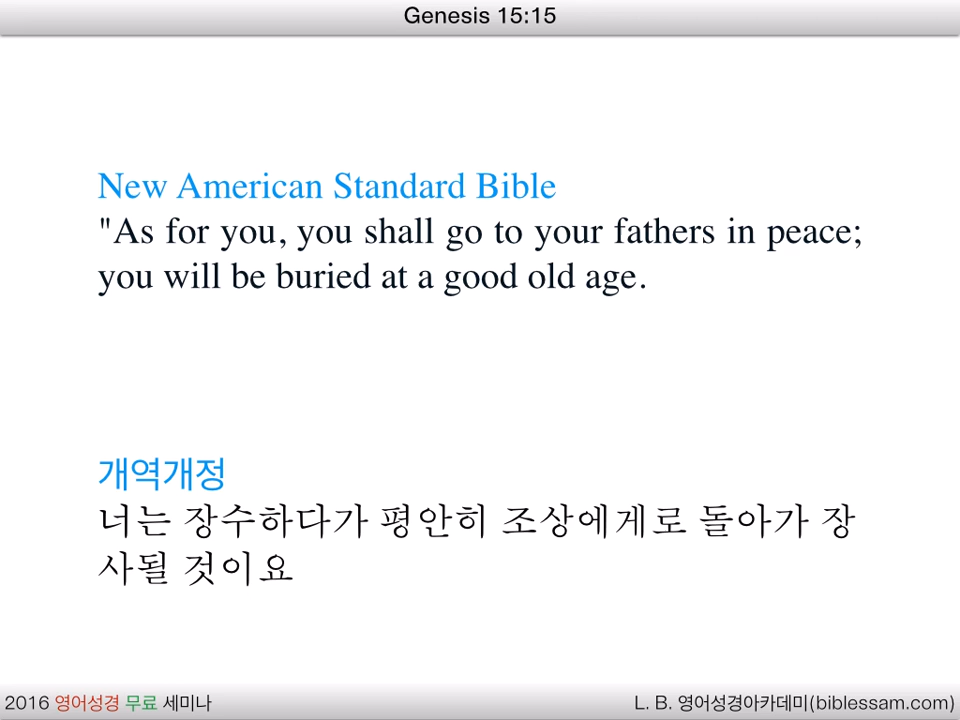 Genesis 15:15
New American Standard Bible
"As for you, you shall go to your fathers in peace;
you will be buried at a good old age.
개역개정
너는 장수하다가 평안히 조상에게로 돌아가 장
사될 것이요
2016 영어성경 무료 세미나
L. B. 영어성경아카데미(biblessam.com)